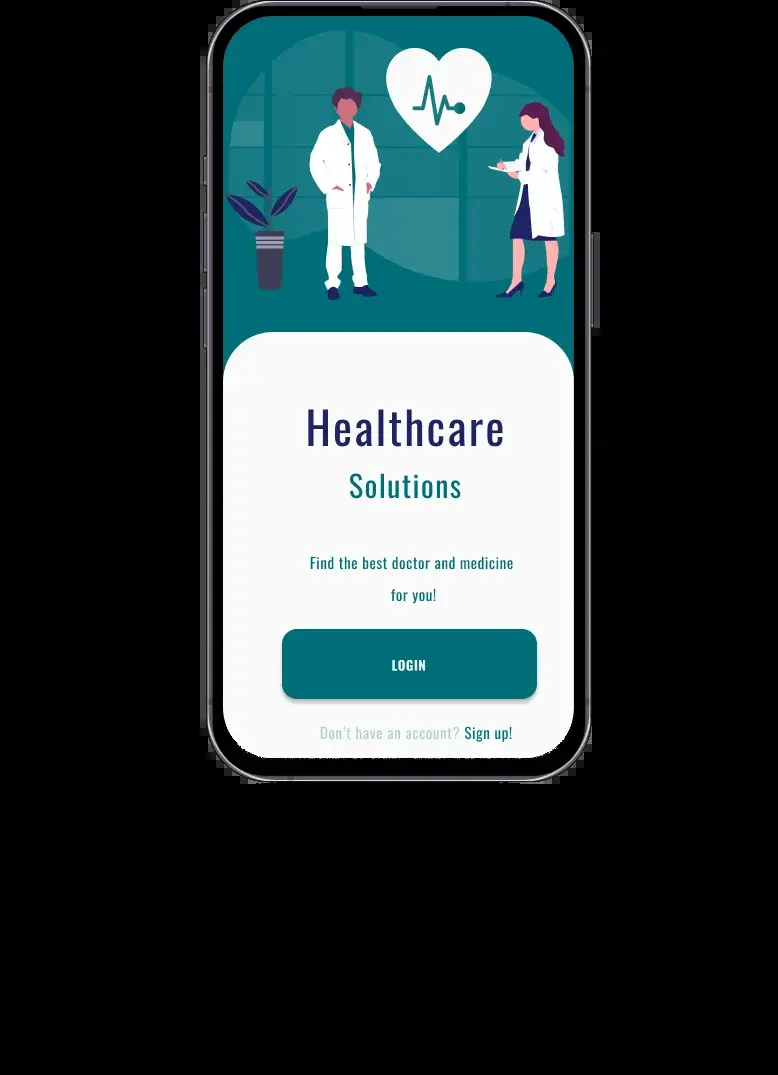 Healthcare
Solutions
Find the best doctor and medicine
for you!
LOGIN
Don't have an account? Sign up!